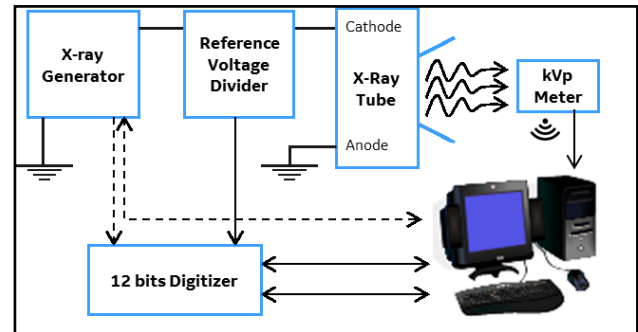 X-ray
Generator
Reference
Voltage
Divider
Cathode
X-Ray
Tube
Anode
kVp
Meter
12 bits Digitizer